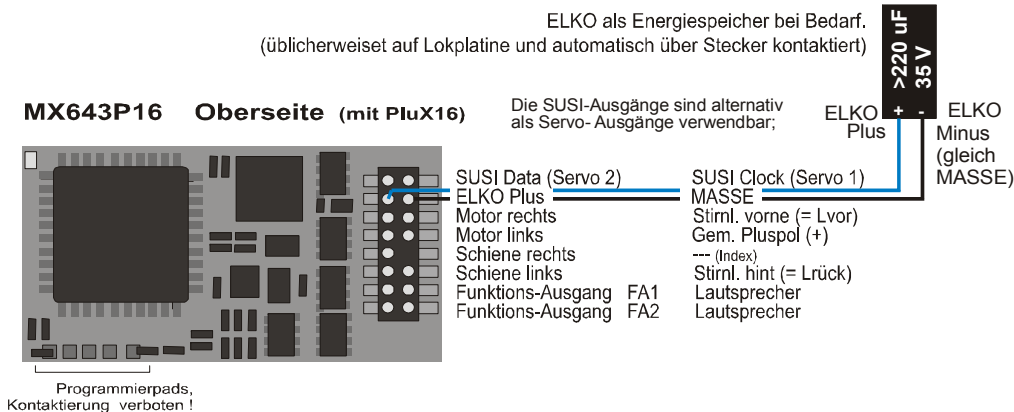 ELKO als Energiespeicher bei Bedarf.
(üblicherweiset auf Lokplatine und automatisch über Stecker kontaktiert)
>220 uF
35 V
+ -
MX643P16 Oberseite (mit PluX16)
Die SUSI-Ausgänge sind alternativ
als Servo- Ausgänge verwendbar;
ELKO
Plus
ELKO
Minus
(gleich
MASSE)
SUSI Data (Servo 2) SUSI Clock (Servo 1)
ELKO Plus MASSE
Motor rechts Stirnl. vorne (= Lvor)
Motor links Gem. Pluspol (+)
Schiene rechts --- (Index)
Schiene links Stirnl. hint (= Lrück)
Funktions-Ausgang FA1 Lautsprecher
Funktions-Ausgang FA2 Lautsprecher
Programmierpads,
Kontaktierung verboten !